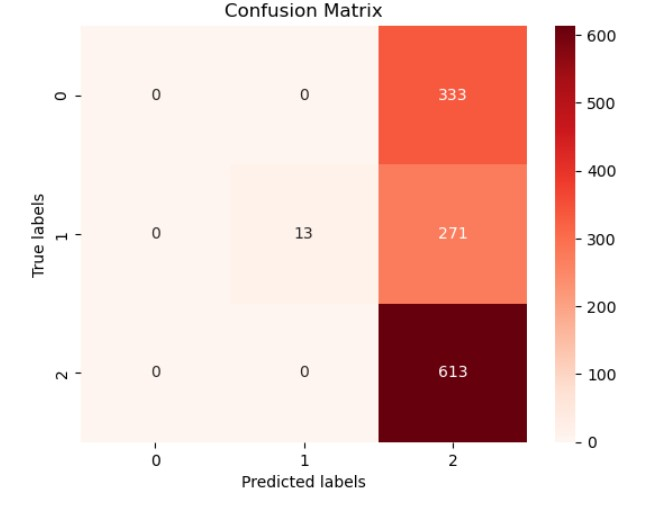 Confusion Matrix
600
0 0 0 333
500
400
True labels
1 0 13 271
300
200
2 0 0 613
100
0
0 1 2
Predicted labels